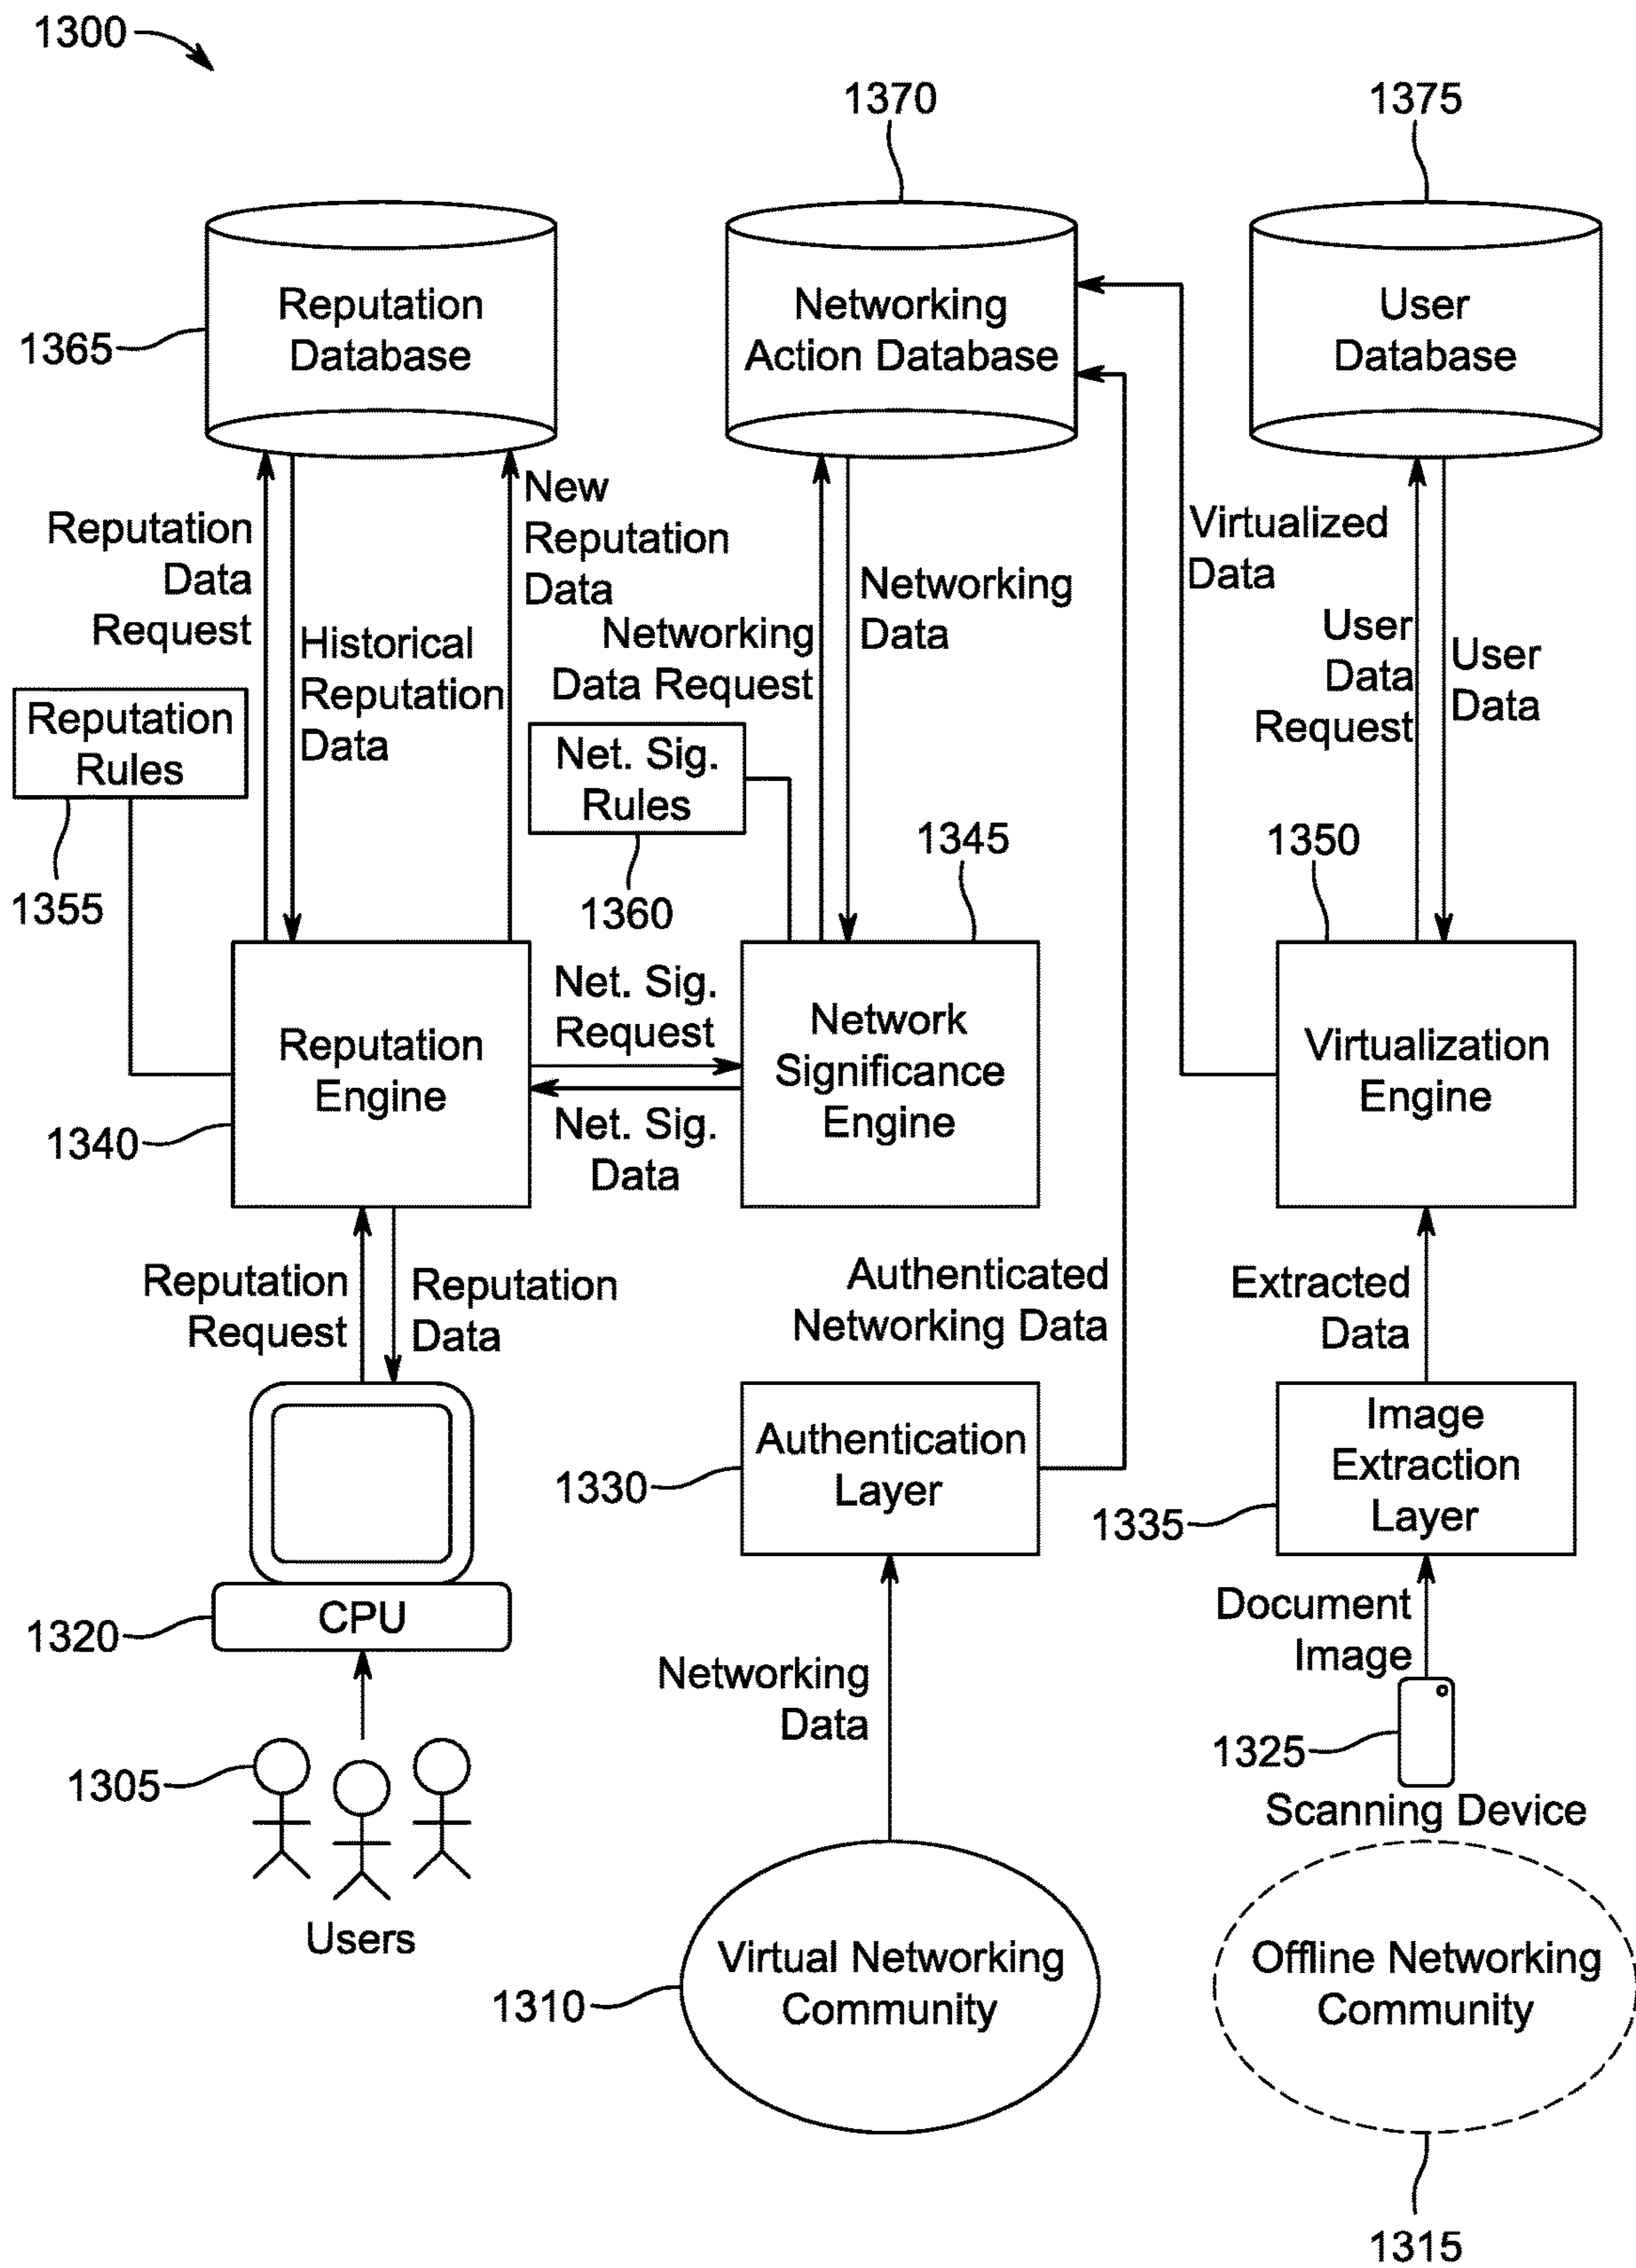 1300
1370
1375
Reputation
Database
1365
Networking
Action Database
User
Database
Reputation
Data
Request
Historical
Reputation
Data
New
Reputation
Data
Networking
Data Request
Networking
Data
Virtualized
Data
User
Data
Request
User
Data
Reputation
Rules
1355
Net. Sig.
Rules
1360
1345
1350
Reputation
Engine
1340
Net. Sig.
Request
Net. Sig.
Data
Network
Significance
Engine
Virtualization
Engine
Reputation
Request
Reputation
Data
Authenticated
Networking Data
Extracted
Data
Authentication
Layer
1330
Image
Extraction
Layer
1335
CPU
1320
Document
Image
Networking
Data
1325
Scanning Device
1305
Users
Virtual Networking
Community
1310
Offline Networking
Community
1315